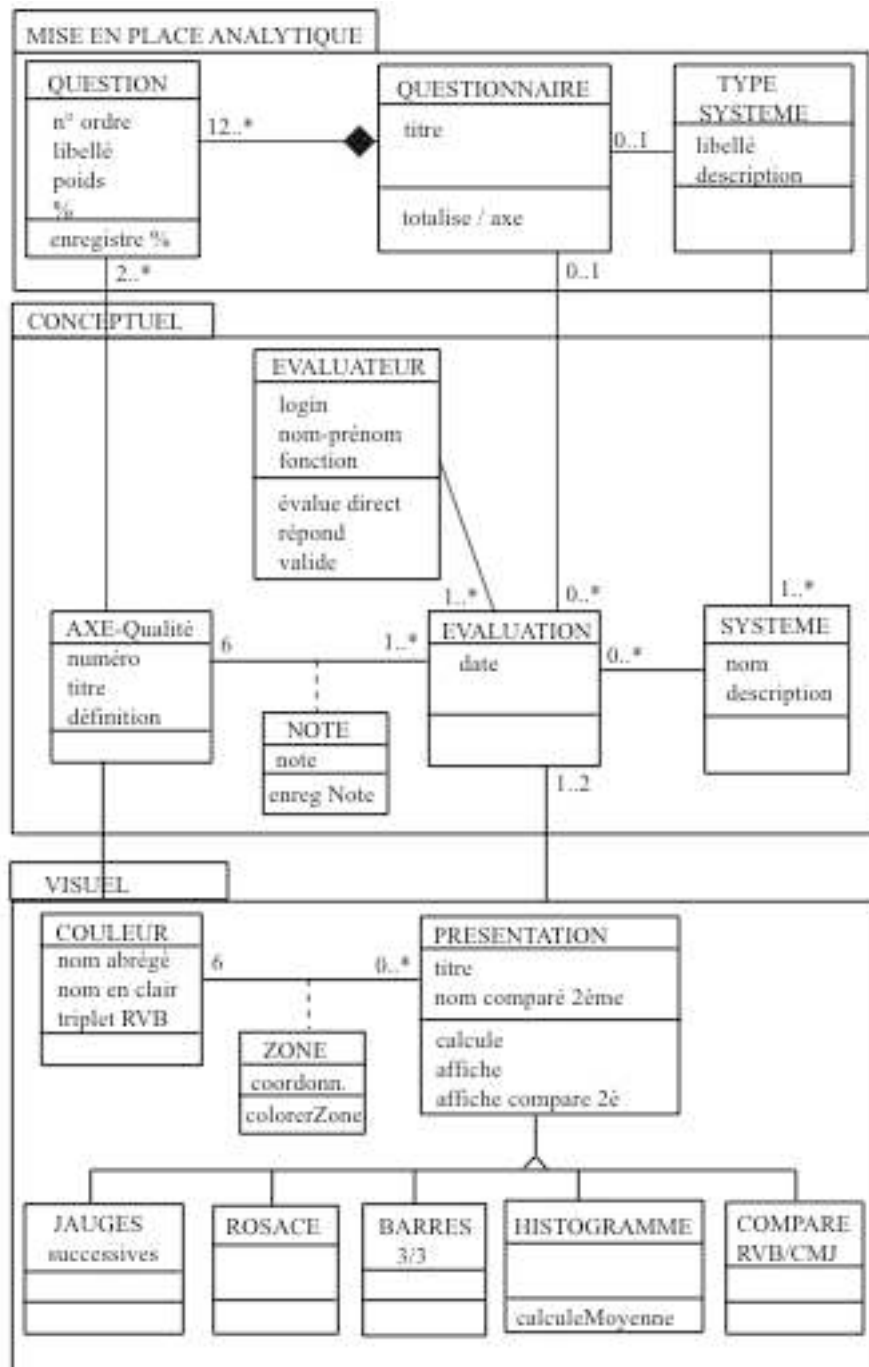 MISE EN PLACE ANALYTIQUE
QUESTION
n° ordre
libellé
poids
%
enregistre %
12..*
QUESTIONNAIRE
titre
totalise / axe
0..1
TYPE
SYSTEME
libellé
description
2..*
0..1
CONCEPTUEL
EVALUATEUR
login
nom-prénom
fonction
évalue direct
répond
valide
1..*
0..*
1..*
AXE-Qualité
numéro
titre
définition
6
1..*
EVALUATION
date
0..*
SYSTEME
nom
description
NOTE
note
enreg Note
1..2
VISUEL
COULEUR
nom abrégé
nom en clair
triplet RVB
6
0..*
PRESENTATION
titre
nom comparé 2ème
calcule
affiche
affiche compare 2è
ZONE
coordonn.
colorerZone
JAUGES
successives
ROSACE
BARRES
3/3
HISTOGRAMME
calculeMoyenne
COMPARE
RVB/CMJ